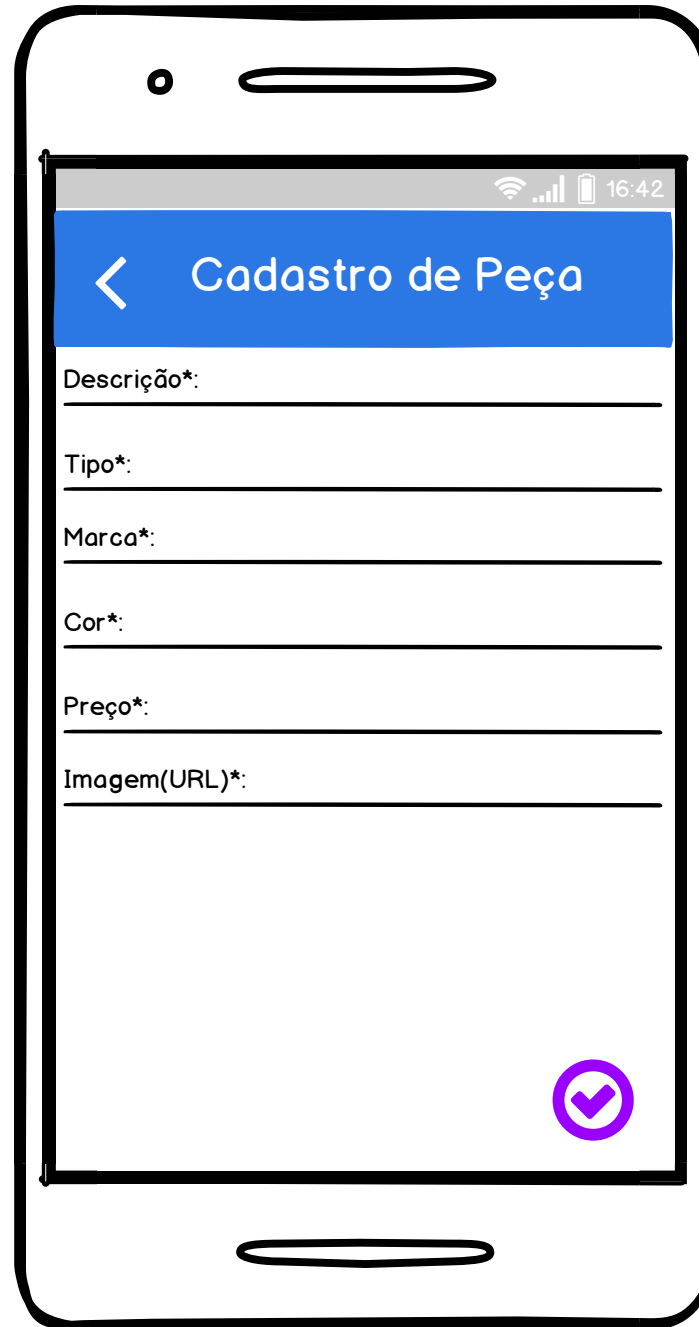 16:42
Cadastro de Peça
Descrição*:
Tipo*:
Marca*:
Cor*:
Preço*:
Imagem(URL)*: